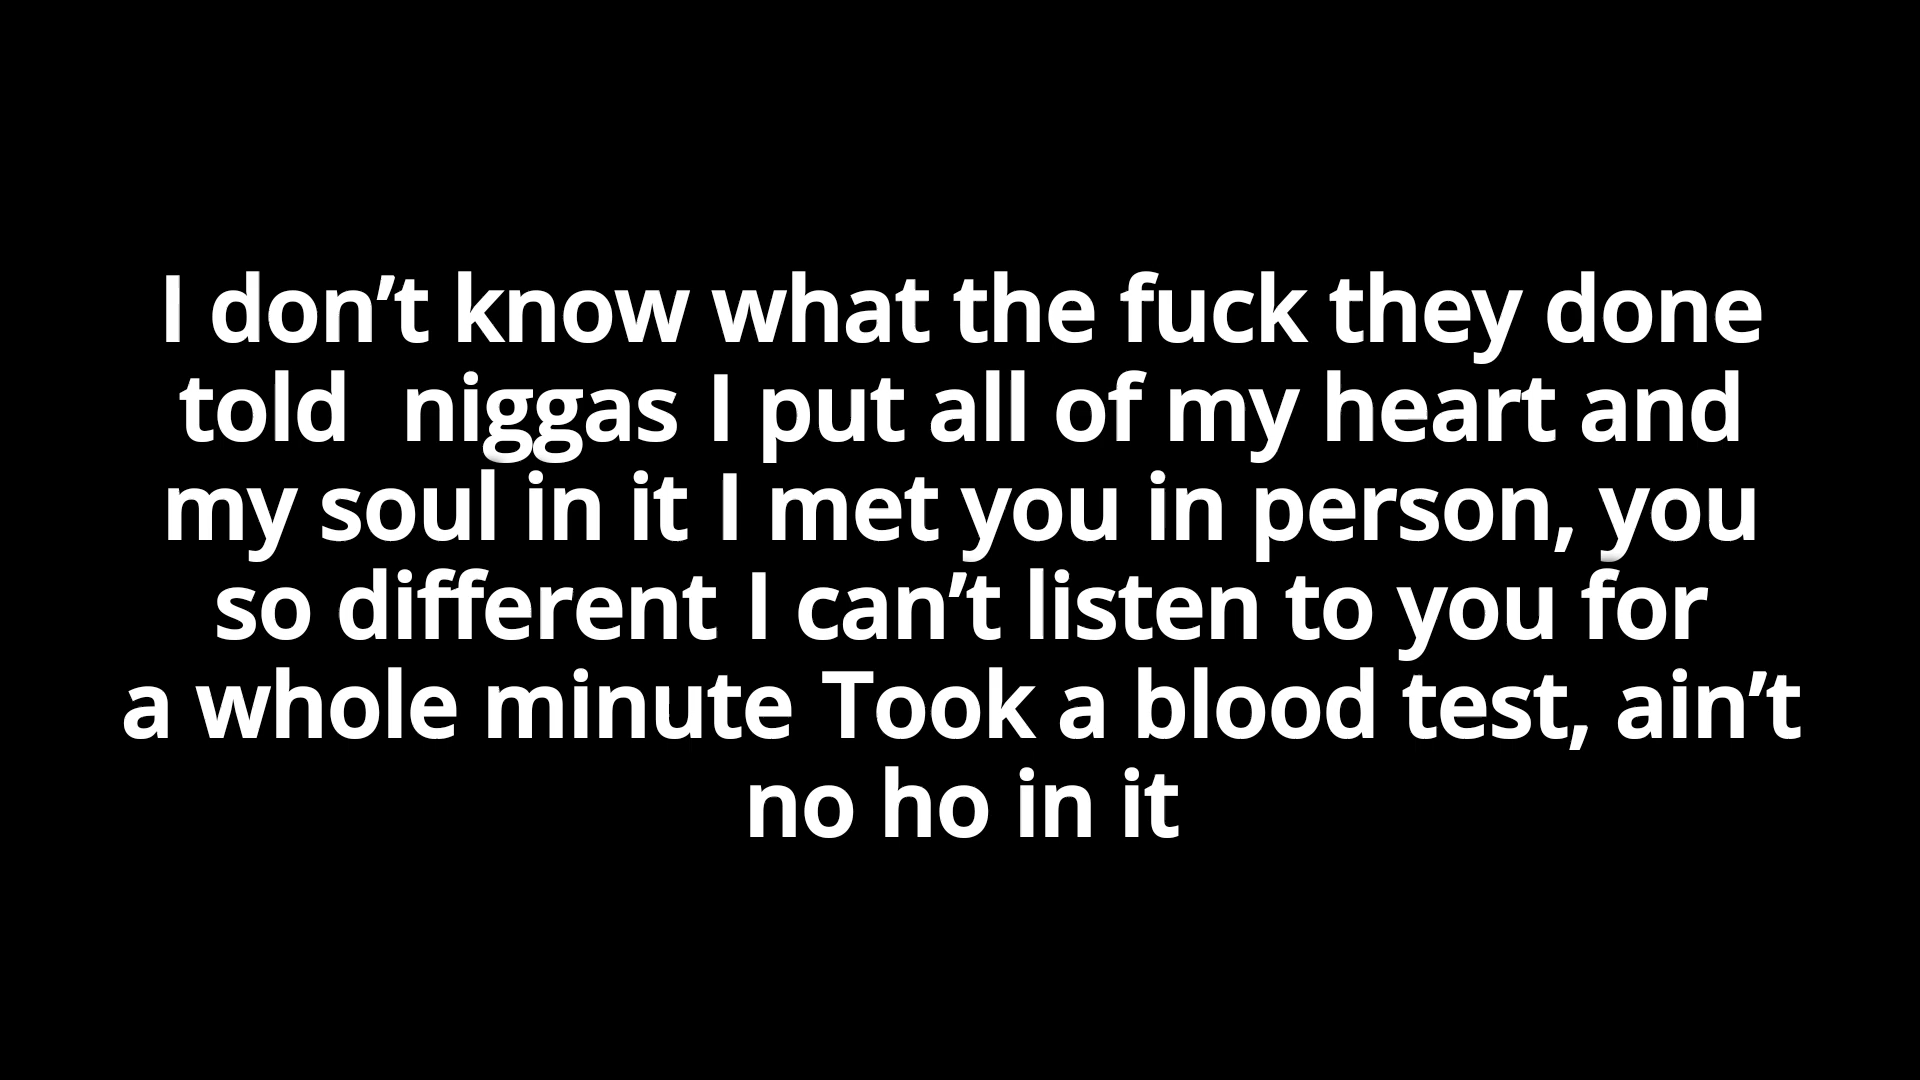 I don’t know what the fuck they done
told niggas I put all of my heart and
my soul in it I met you in person, you
so different I can’t listen to you for
a whole minute Took a blood test, ain’t
no ho in it